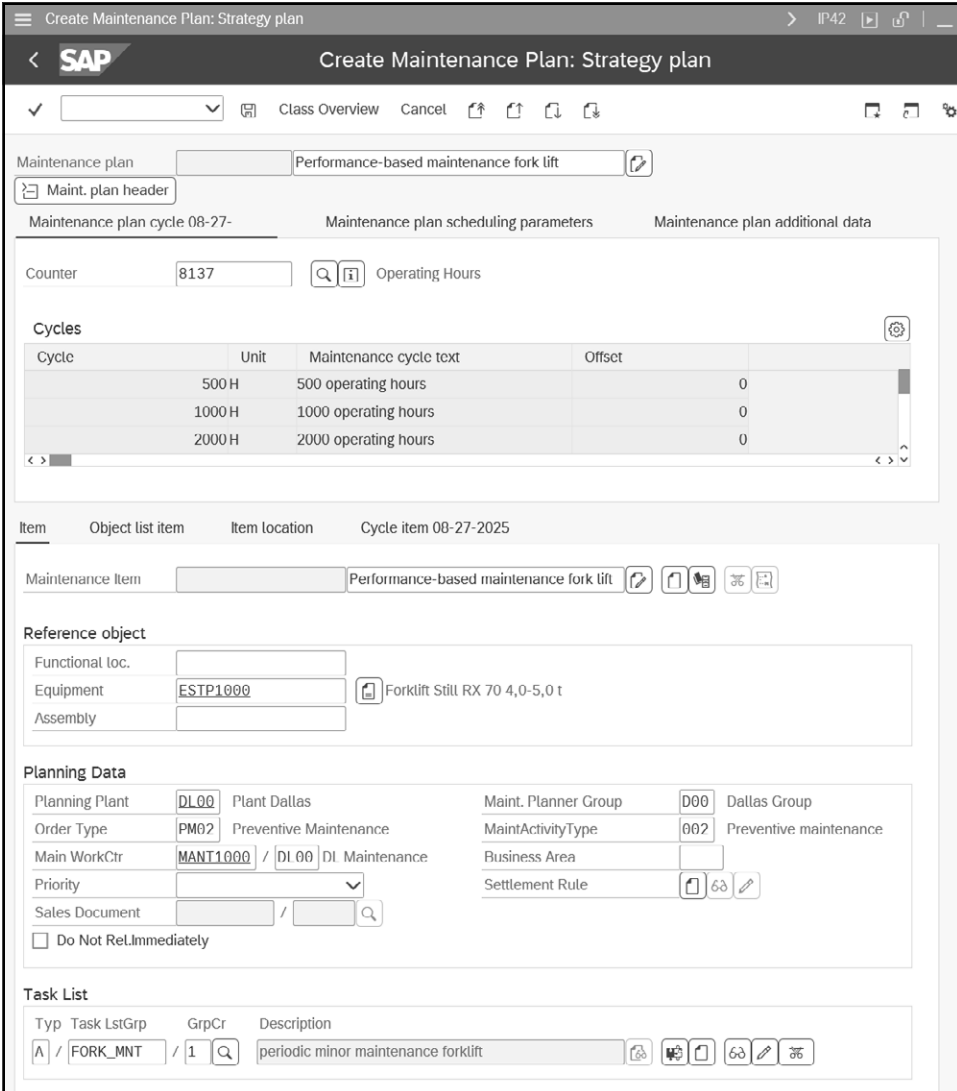 Create Maintenance Plan: Strategy plan IP42
SAP Create Maintenance Plan: Strategy plan
Class Overview Cancel
Maintenance plan Performance-based maintenance fork lift
Maint. plan header
Maintenance plan cycle 08-27- Maintenance plan scheduling parameters Maintenance plan additional data
Counter 8137 Operating Hours
Cycles
Cycle Unit Maintenance cycle text Offset
500 H 500 operating hours 0
1000 H 1000 operating hours 0
2000 H 2000 operating hours 0
Item Object list item Item location Cycle item 08-27-2025
Maintenance Item Performance-based maintenance fork lift
Reference object
Functional loc.
Equipment ESTP1000 Forklift Still RX 70 4,0-5,0 t
Assembly
Planning Data
Planning Plant DL00 Plant Dallas Maint. Planner Group D00 Dallas Group
Order Type PM02 Preventive Maintenance MaintActivityType 002 Preventive maintenance
Main WorkCtr MANT1000 / DL00 DL Maintenance Business Area
Priority Settlement Rule
Sales Document /
Do Not Rel.Immediately
Task List
Typ Task LstGrp GrpCr Description
A / FORK_MNT / 1 periodic minor maintenance forklift